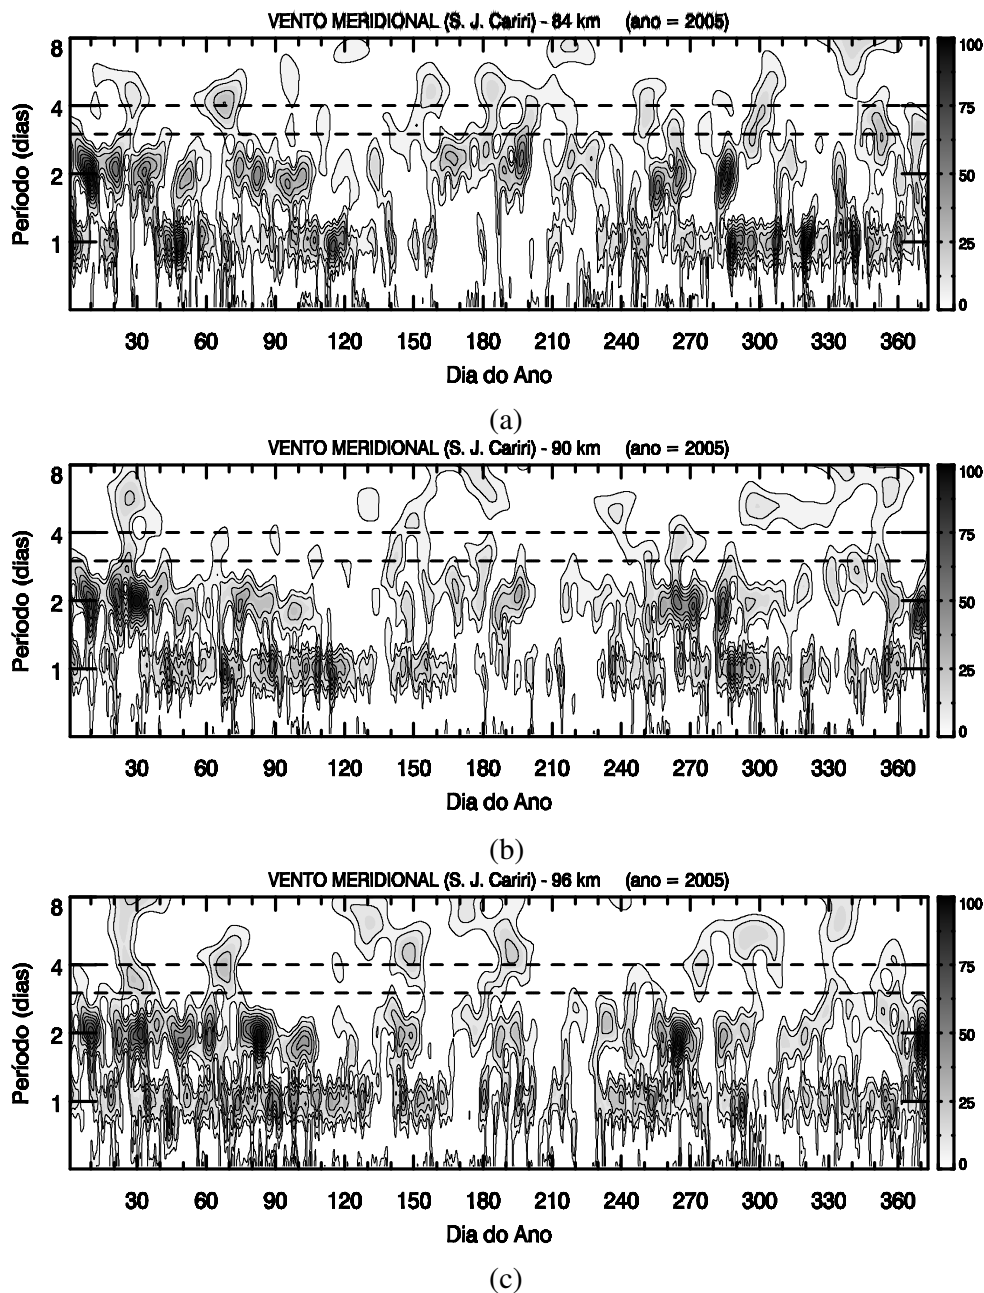 VENTO MERIDIONAL (S. J. Cariri) - 84 km (ano = 2005)
8
4
2
1
Período (dias)
100
75
50
25
0
30 60 90 120 150 180 210 240 270 300 330 360
Dia do Ano
(a)
VENTO MERIDIONAL (S. J. Cariri) - 90 km (ano = 2005)
8
4
2
1
Período (dias)
100
75
50
25
0
30 60 90 120 150 180 210 240 270 300 330 360
Dia do Ano
(b)
VENTO MERIDIONAL (S. J. Cariri) - 96 km (ano = 2005)
8
4
2
1
Período (dias)
100
75
50
25
0
30 60 90 120 150 180 210 240 270 300 330 360
Dia do Ano
(c)